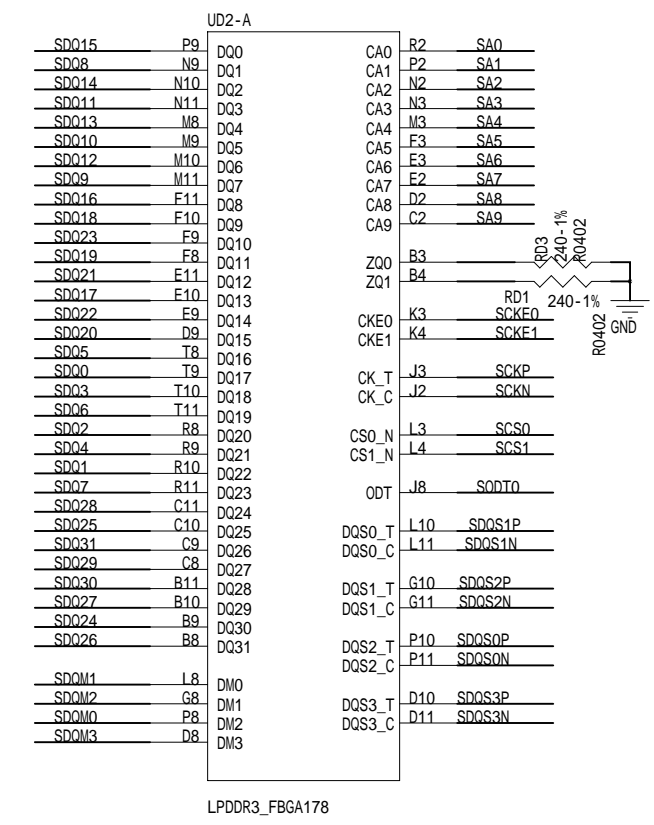 UD2-A
SDQ15 P9 DQ0 CA0 R2 SA0
SDQ8 N9 DQ1 CA1 P2 SA1
SDQ14 N10 DQ2 CA2 N2 SA2
SDQ11 N11 DQ3 CA3 N3 SA3
SDQ13 M8 DQ4 CA4 M3 SA4
SDQ10 M9 DQ5 CA5 F3 SA5
SDQ12 M10 DQ6 CA6 E3 SA6
SDQ9 M11 DQ7 CA7 E2 SA7
SDQ16 F11 DQ8 CA8 D2 SA8
SDQ18 F10 DQ9 CA9 C2 SA9
SDQ23 F9 DQ10
SDQ19 F8 DQ11 ZQ0 B3 RD3 240-1% R0402
SDQ21 E11 DQ12 ZQ1 B4
SDQ17 E10 DQ13 RD1 240-1% R0402
SDQ22 E9 DQ14 CKE0 K3 SCKE0 GND
SDQ20 D9 DQ15 CKE1 K4 SCKE1
SDQ5 T8 DQ16
SDQ0 T9 DQ17 CK_T J3 SCKP
SDQ3 T10 DQ18 CK_C J2 SCKN
SDQ6 T11 DQ19
SDQ2 R8 DQ20 CS0_N L3 SCS0
SDQ4 R9 DQ21 CS1_N L4 SCS1
SDQ1 R10 DQ22
SDQ7 R11 DQ23 ODT J8 SODT0
SDQ28 C11 DQ24
SDQ25 C10 DQ25 DQS0_T L10 SDQS1P
SDQ31 C9 DQ26 DQS0_C L11 SDQS1N
SDQ29 C8 DQ27
SDQ30 B11 DQ28 DQS1_T G10 SDQS2P
SDQ27 B10 DQ29 DQS1_C G11 SDQS2N
SDQ24 B9 DQ30
SDQ26 B8 DQ31 DQS2_T P10 SDQS0P
DQS2_C P11 SDQS0N
SDQM1 L8 DM0
SDQM2 G8 DM1 DQS3_T D10 SDQS3P
SDQM0 P8 DM2 DQS3_C D11 SDQS3N
SDQM3 D8 DM3
LPDDR3_FBGA178